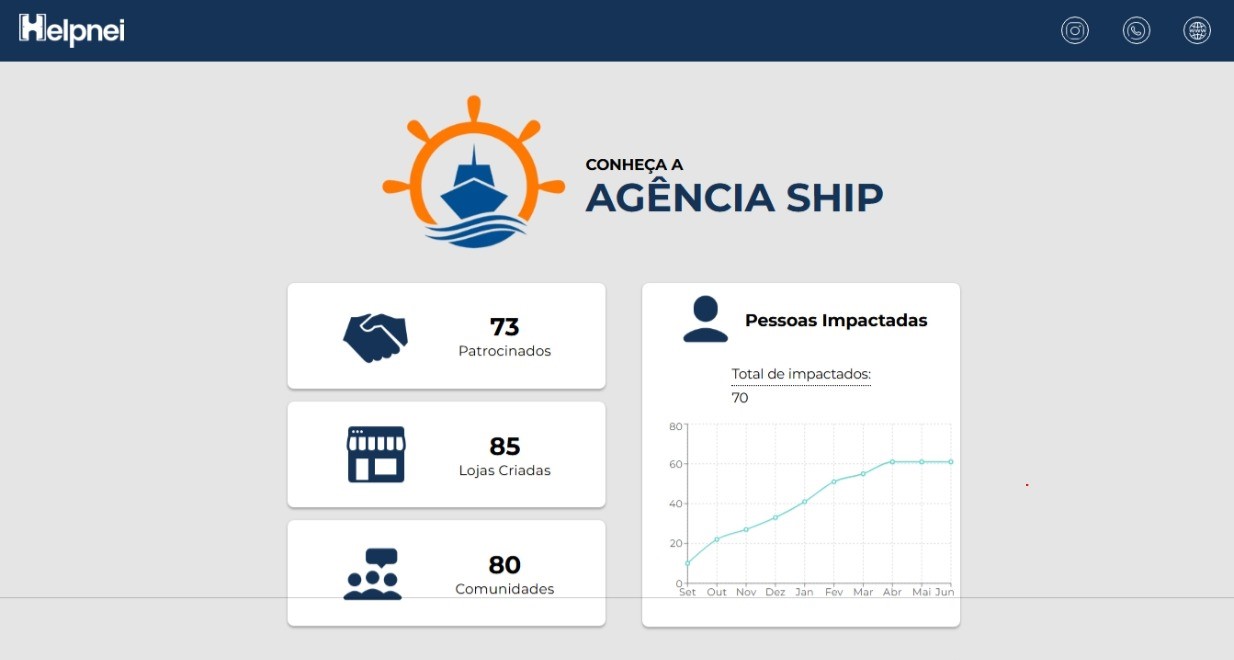 Helpnei
www
CONHEÇA A
AGÊNCIA SHIP
73
Patrocinados
85
Lojas Criadas
80
Comunidades
Pessoas Impactadas
Total de impactados:
70
80
60
40
20
0
Set Out Nov Dez Jan Fev Mar Abr Mai Jun